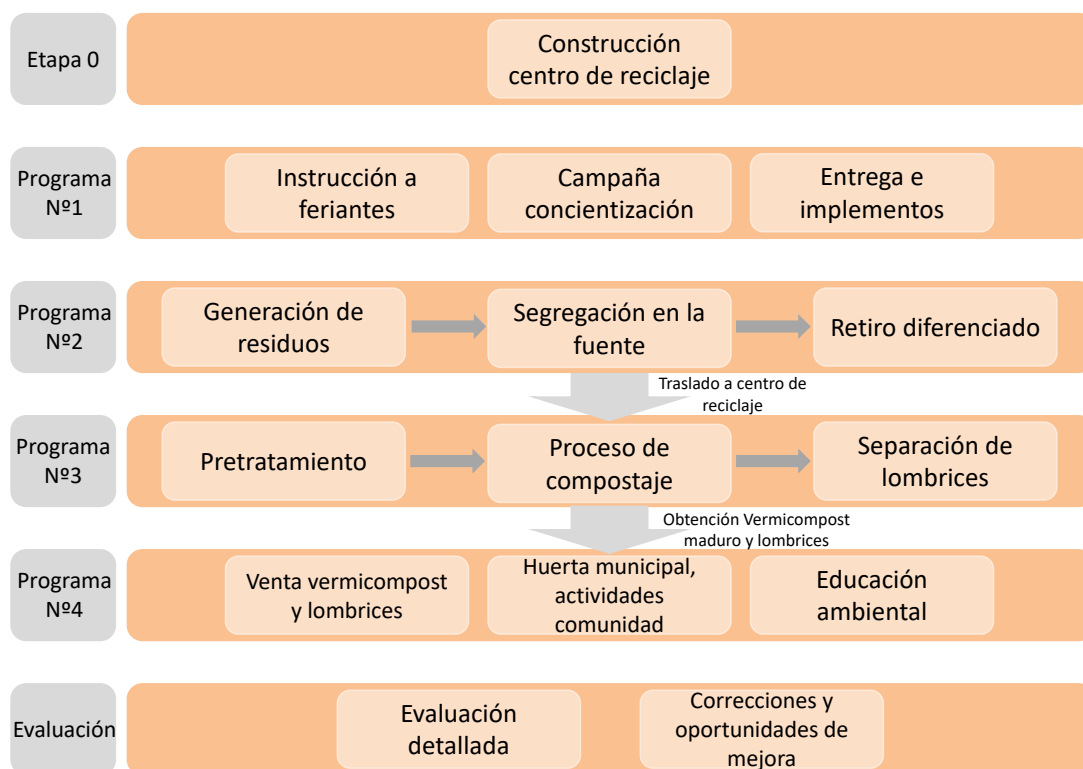 Etapa 0
Construcción
centro de reciclaje
Programa
Nº1
Instrucción a
feriantes
Campaña
concientización
Entrega e
implementos
Programa
Nº2
Generación de
residuos
Segregación en la
fuente
Retiro diferenciado
Traslado a centro de
reciclaje
Programa
Nº3
Pretratamiento
Proceso de
compostaje
Separación de
lombrices
Obtención Vermicompost
maduro y lombrices
Programa
Nº4
Venta vermicompost
y lombrices
Huerta municipal,
actividades
comunidad
Educación
ambiental
Evaluación
Evaluación
detallada
Correcciones y
oportunidades de
mejora